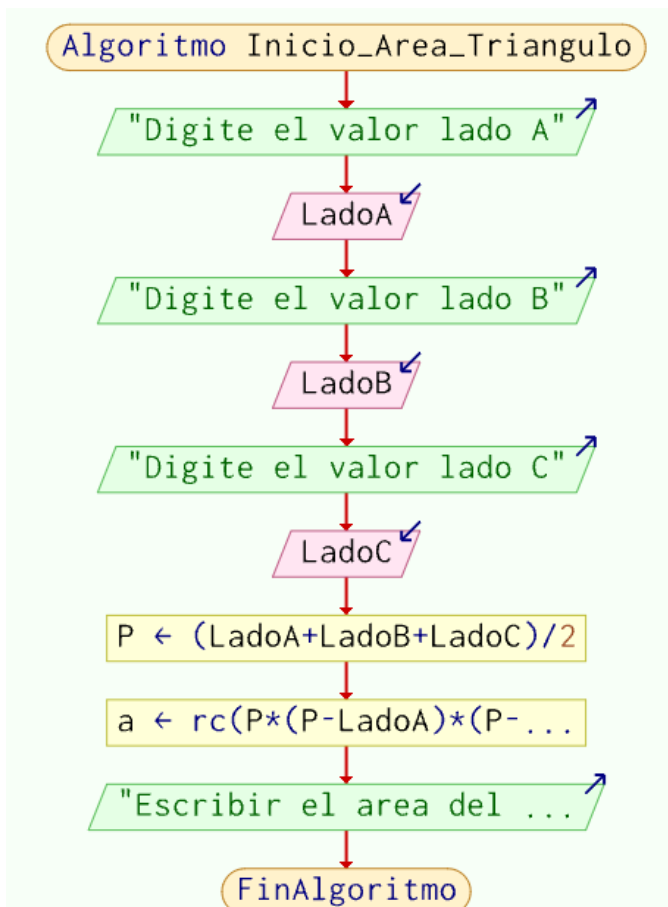 Algoritmo Inicio_Area_Triangulo
"Digite el valor lado A"
LadoA
"Digite el valor lado B"
LadoB
"Digite el valor lado C"
LadoC
P ← (LadoA+LadoB+LadoC)/2
a ← rc(P*(P-LadoA)*(P-...
"Escribir el area del ...
FinAlgoritmo